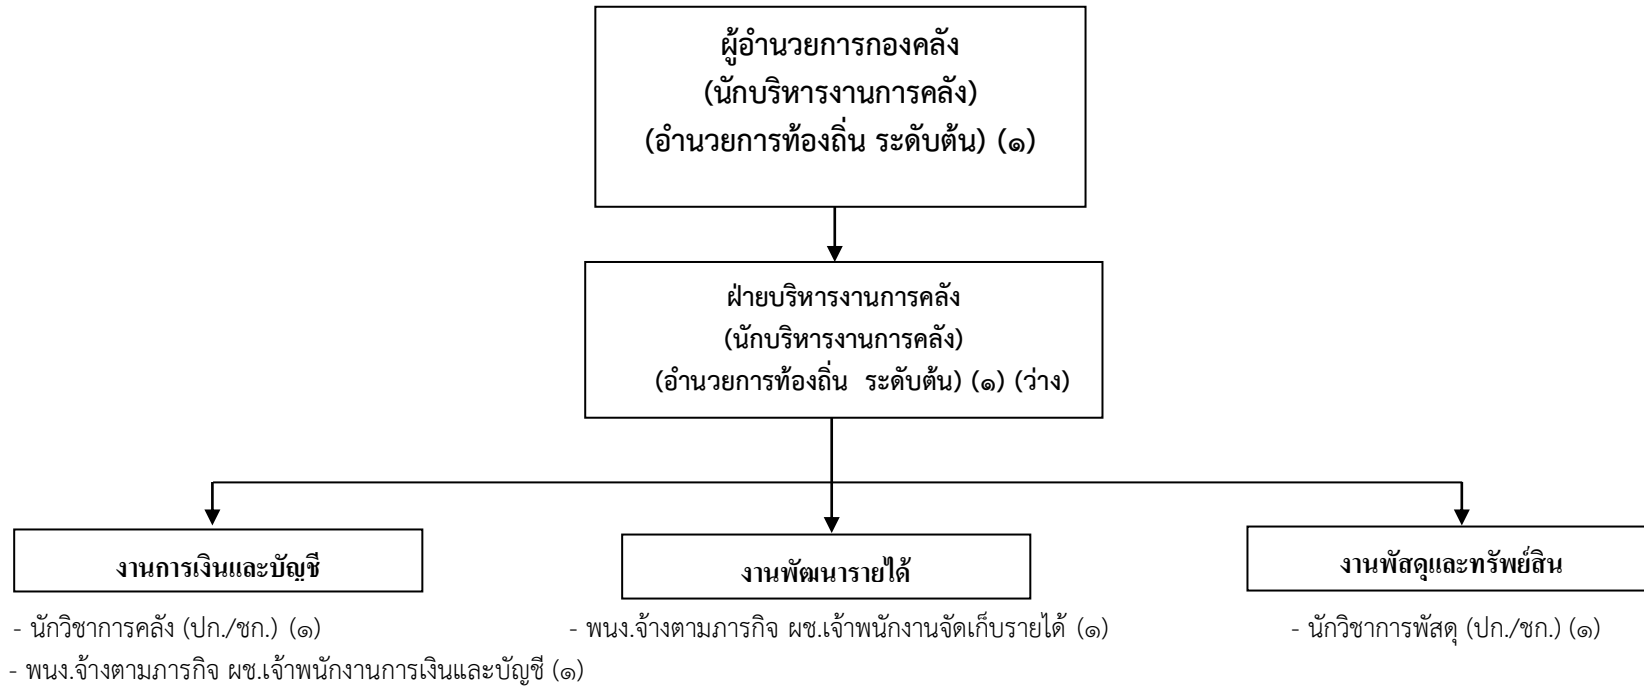 ผู้อำนวยการกองคลัง
(นักบริหารงานการคลัง)
(อำนวยการท้องถิ่น ระดับต้น) (๑)
ฝ่ายบริหารงานการคลัง
(นักบริหารงานการคลัง)
(อำนวยการท้องถิ่น ระดับต้น) (๑) (ว่าง)
งานการเงินและบัญชี
- นักวิชาการคลัง (ปก./ชก.) (๑)
- พนง.จ้างตามภารกิจ ผช.เจ้าพนักงานการเงินและบัญชี (๑)
งานพัฒนารายได้
- พนง.จ้างตามภารกิจ ผช.เจ้าพนักงานจัดเก็บรายได้ (๑)
งานพัสดุและทรัพย์สิน
- นักวิชาการพัสดุ (ปก./ชก.) (๑)